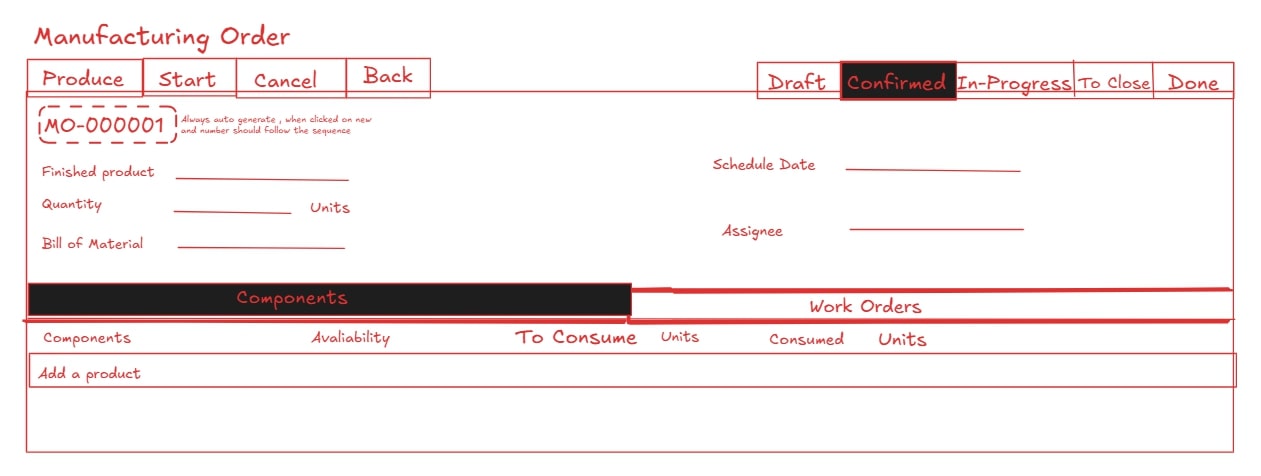 Manufacturing Order
Produce Start Cancel Back Draft Confirmed In-Progress To Close Done
MO-000001 Always auto generate , when clicked on new
and number should follow the sequence
Finished product Schedule Date
Quantity Units
Bill of Material Assignee
Components Work Orders
Components Avaliability To Consume Units Consumed Units
Add a product